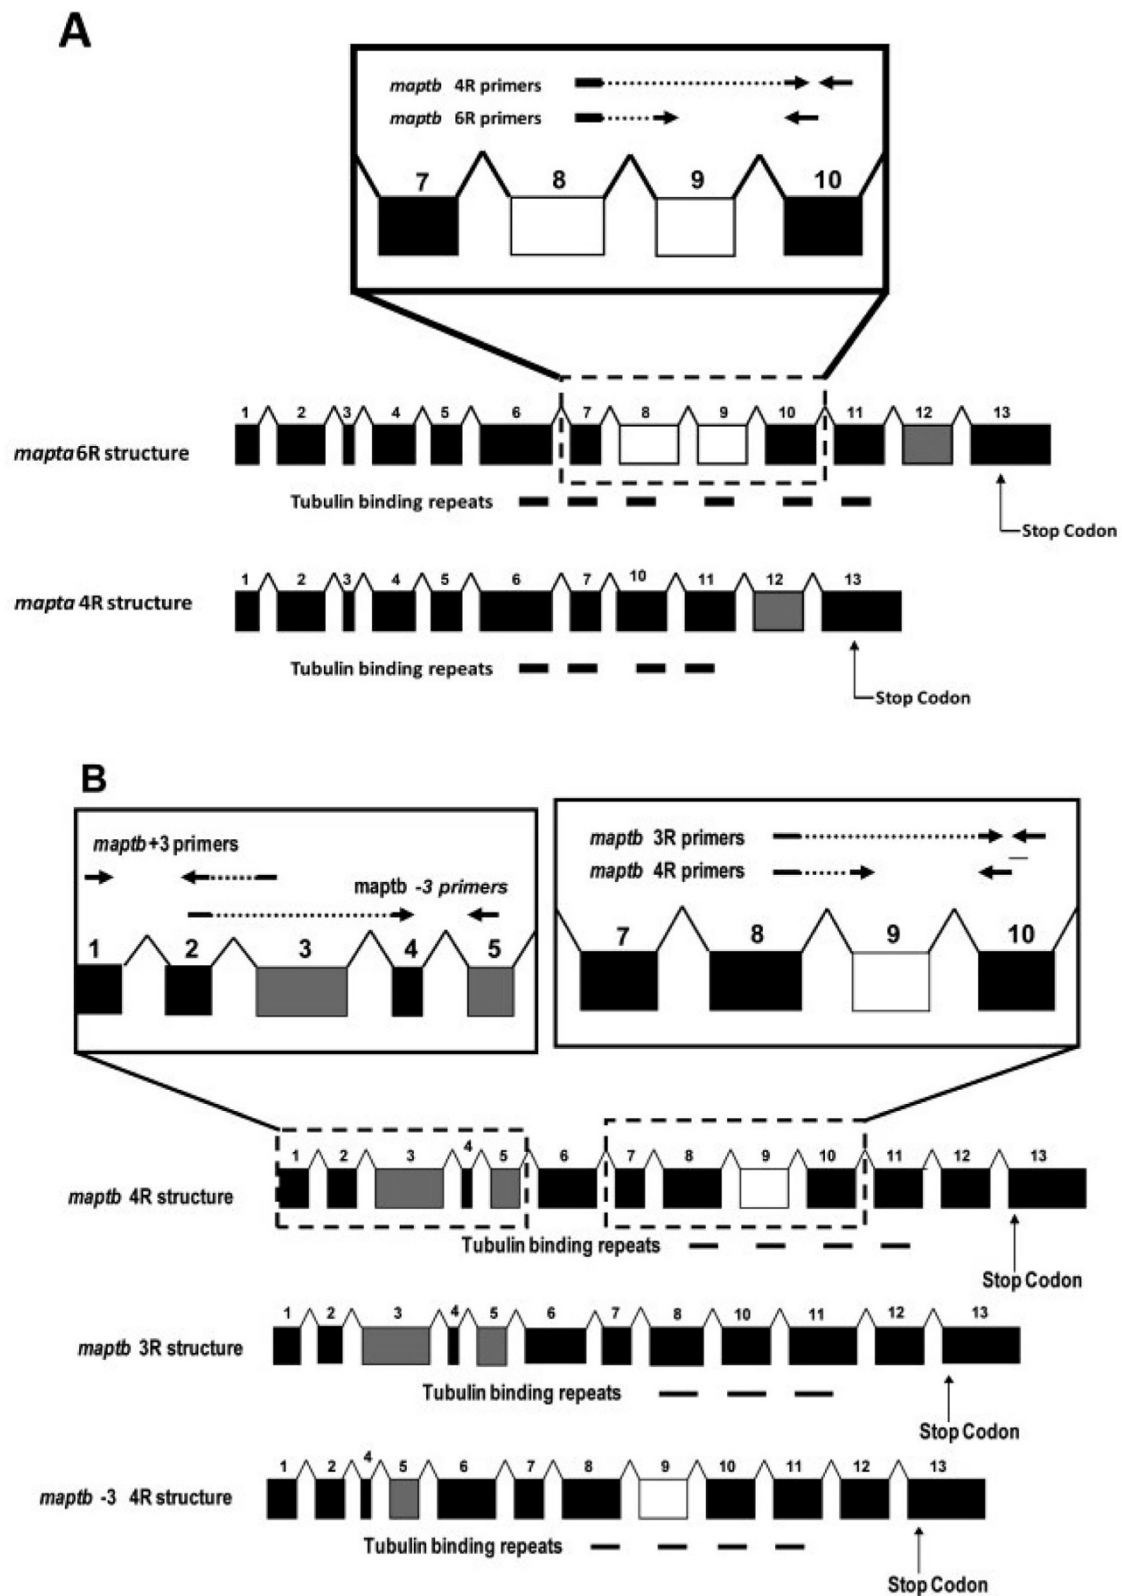 A
maptb 4R primers
maptb 6R primers
7 8 9 10
1 2 3 4 5 6 7 8 9 10 11 12 13
mapta 6R structure
Tubulin binding repeats
Stop Codon
1 2 3 4 5 6 7 10 11 12 13
mapta 4R structure
Tubulin binding repeats
Stop Codon
B
maptb+3 primers
maptb -3 primers
1 2 3 4 5
maptb 3R primers
maptb 4R primers
7 8 9 10
1 2 3 4 5 6 7 8 9 10 11 12 13
maptb 4R structure
Tubulin binding repeats
Stop Codon
1 2 3 4 5 6 7 8 10 11 12 13
maptb 3R structure
Tubulin binding repeats
Stop Codon
1 2 4 5 6 7 8 9 10 11 12 13
maptb -3 4R structure
Tubulin binding repeats
Stop Codon